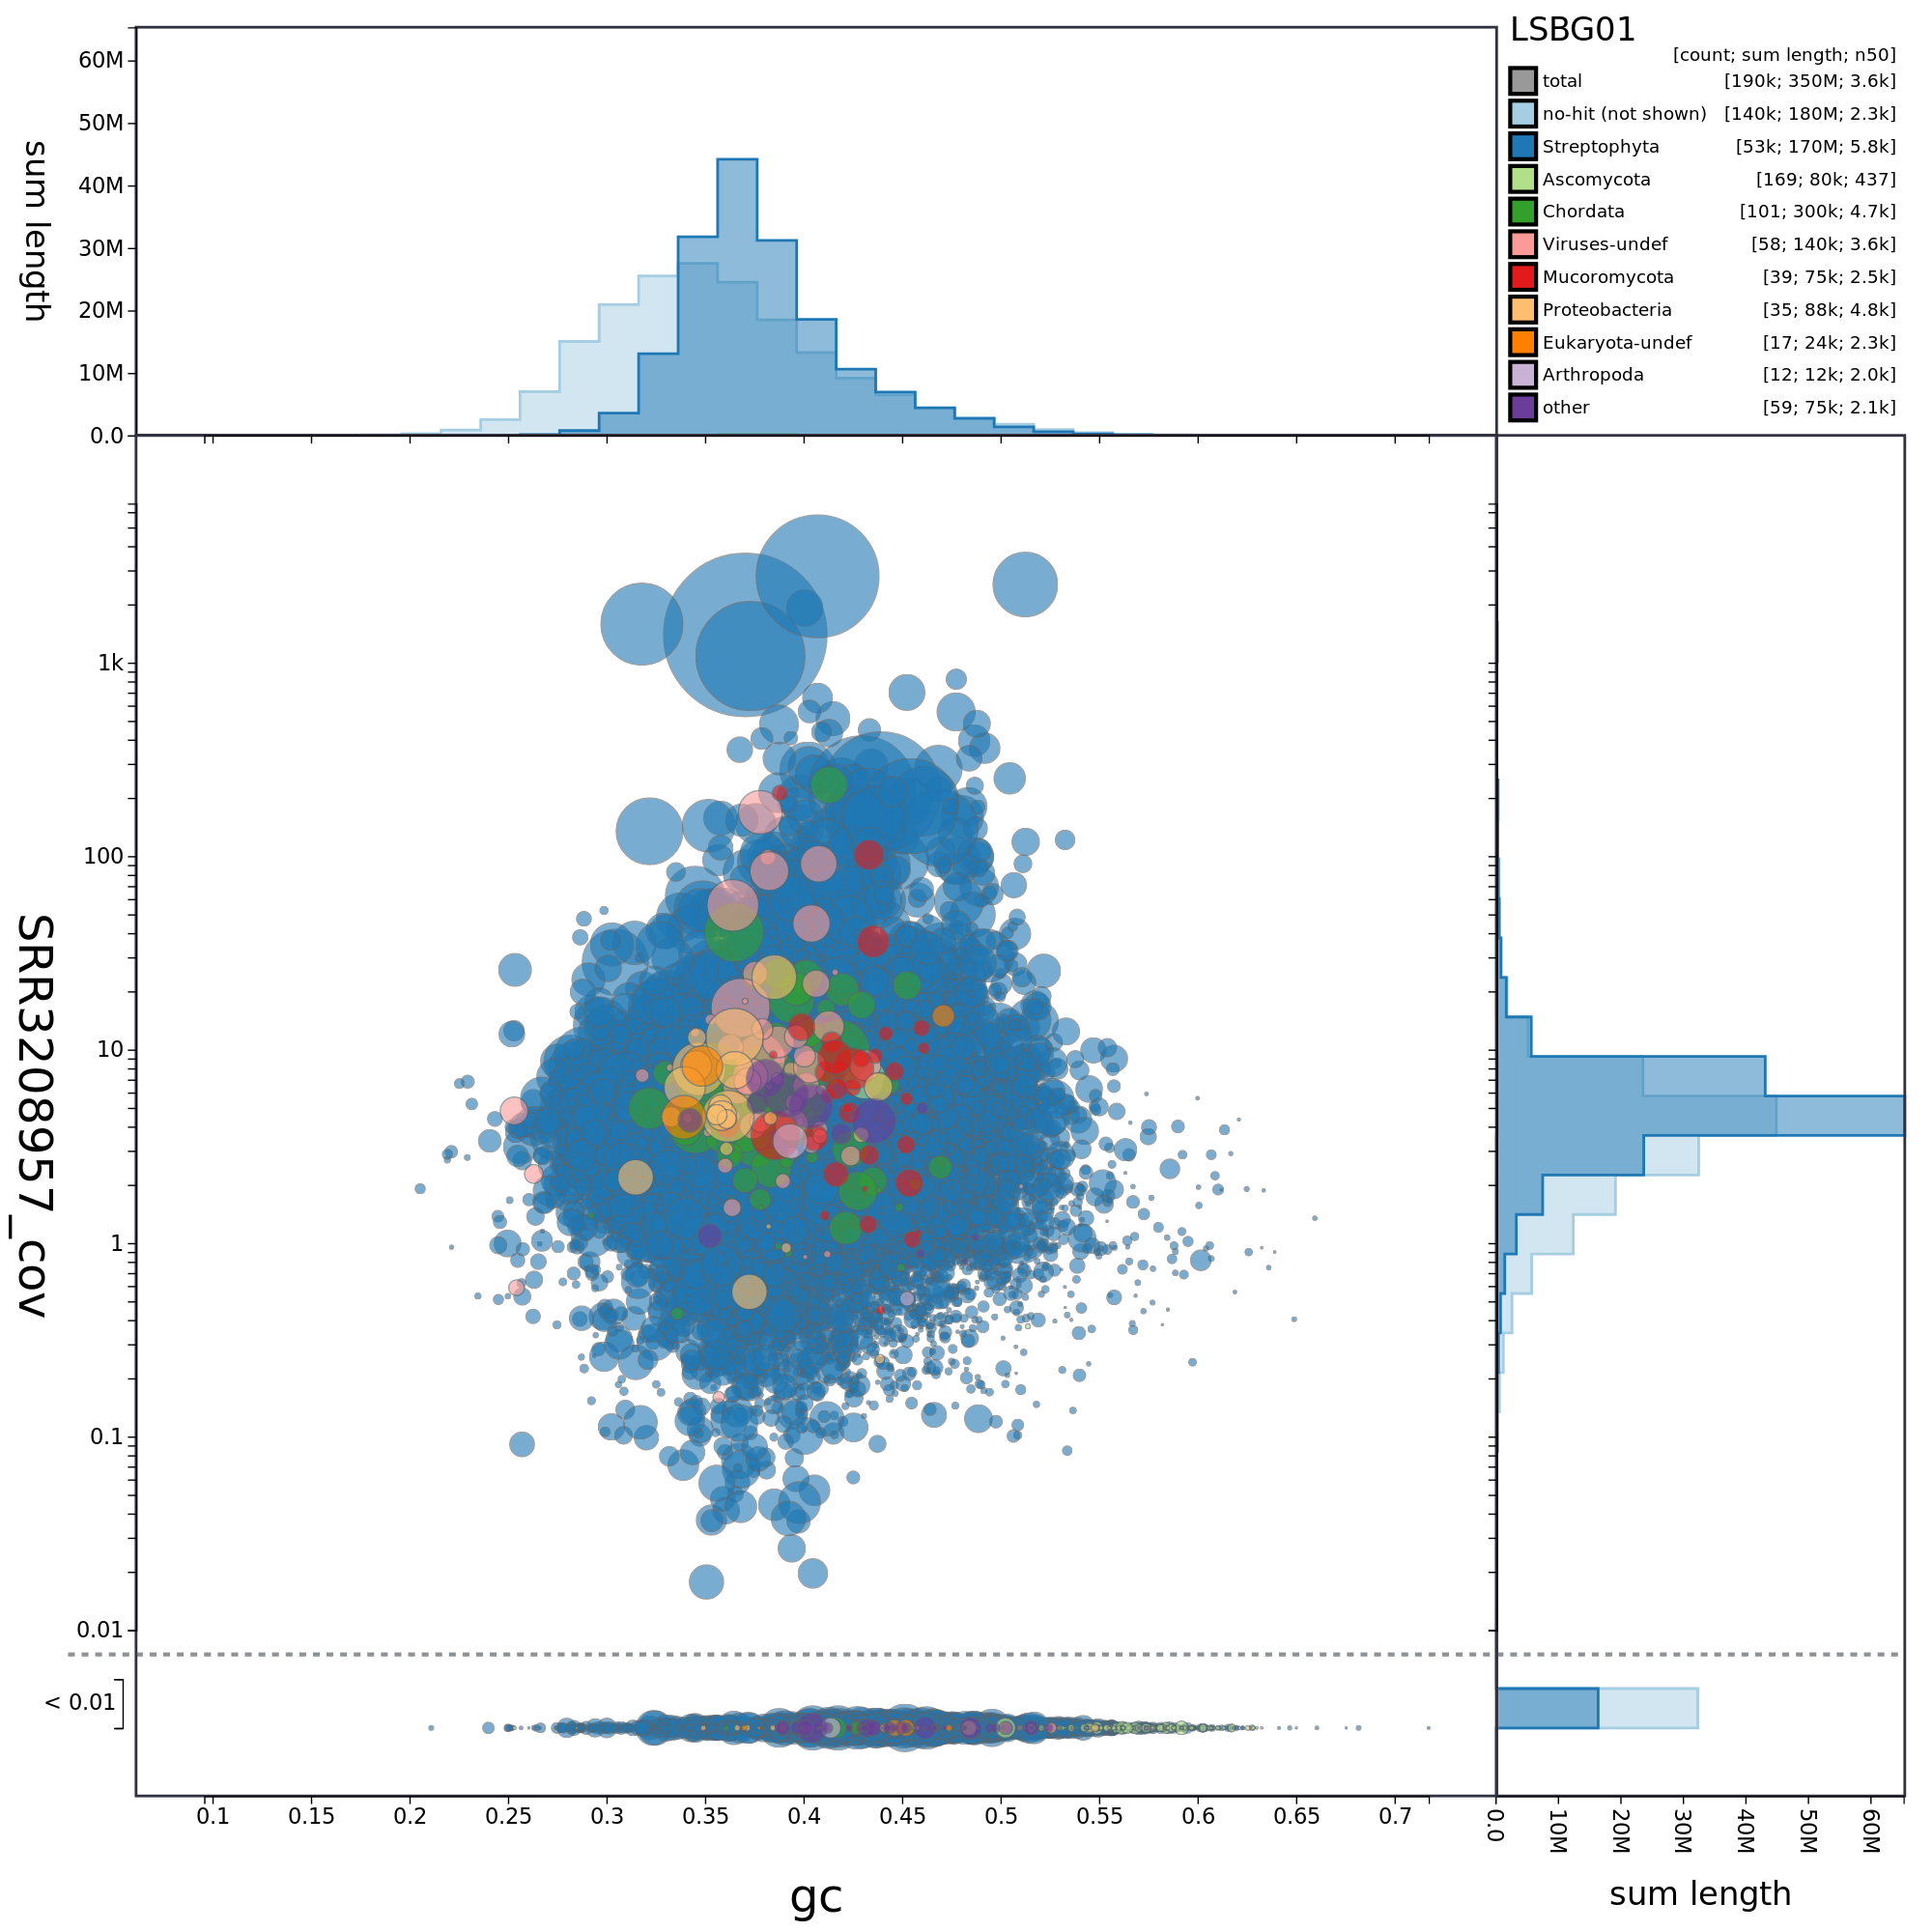 LSBG01
[count; sum length; n50]
total [190k; 350M; 3.6k]
no-hit (not shown) [140k; 180M; 2.3k]
Streptophyta [53k; 170M; 5.8k]
Ascomycota [169; 80k; 437]
Chordata [101; 300k; 4.7k]
Viruses-undef [58; 140k; 3.6k]
Mucoromycota [39; 75k; 2.5k]
Proteobacteria [35; 88k; 4.8k]
Eukaryota-undef [17; 24k; 2.3k]
Arthropoda [12; 12k; 2.0k]
other [59; 75k; 2.1k]
sum length
60M
50M
40M
30M
20M
10M
0.0
SRR3208957_cov
1k
100
10
1
0.1
0.01
< 0.01
0.1 0.15 0.2 0.25 0.3 0.35 0.4 0.45 0.5 0.55 0.6 0.65 0.7
gc
0.0 10M 20M 30M 40M 50M 60M
sum length